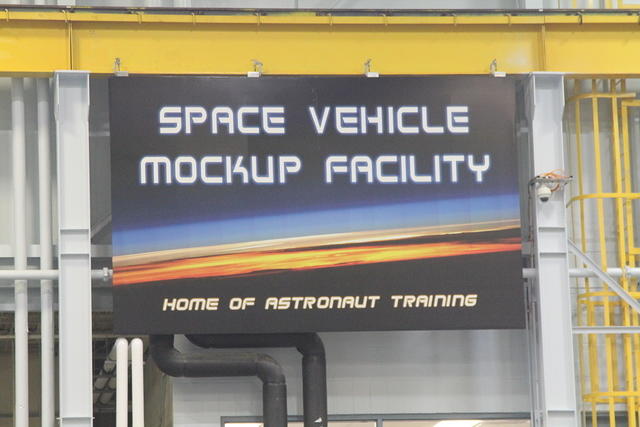 SPACE VEHICLE
MOCKUP FACILITY
HOME OF ASTRONAUT TRAINING